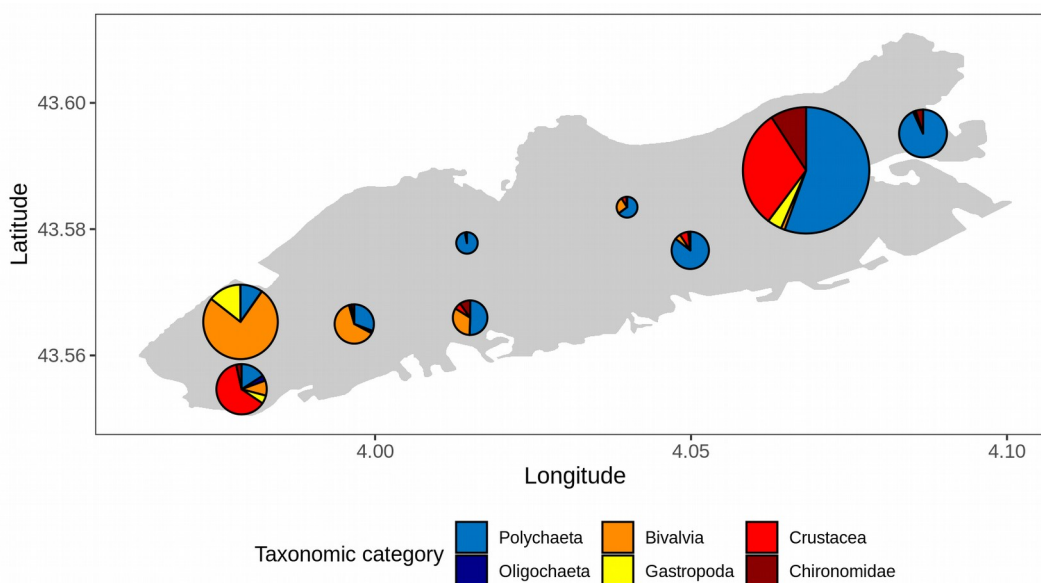 Latitude
43.60
43.58
43.56
4.00 4.05 4.10
Longitude
Taxonomic category
Polychaeta Bivalvia Crustacea
Oligochaeta Gastropoda Chironomidae